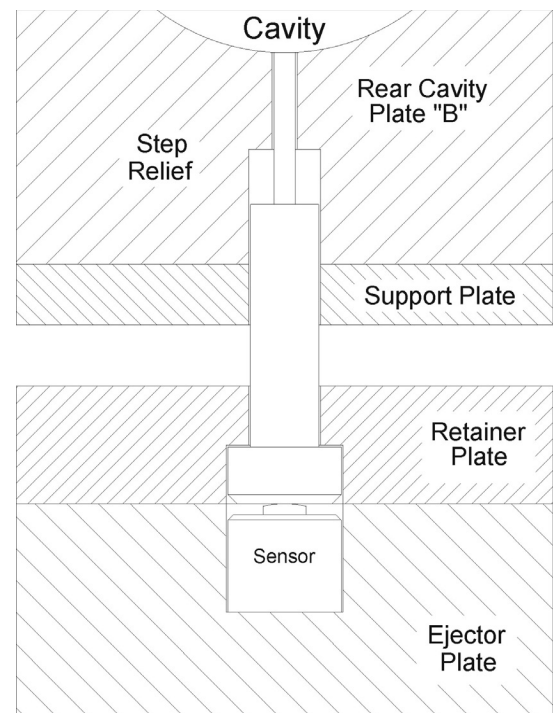 Cavity
Rear Cavity
Plate "B"
Step
Relief
Support Plate
Retainer
Plate
Sensor
Ejector
Plate